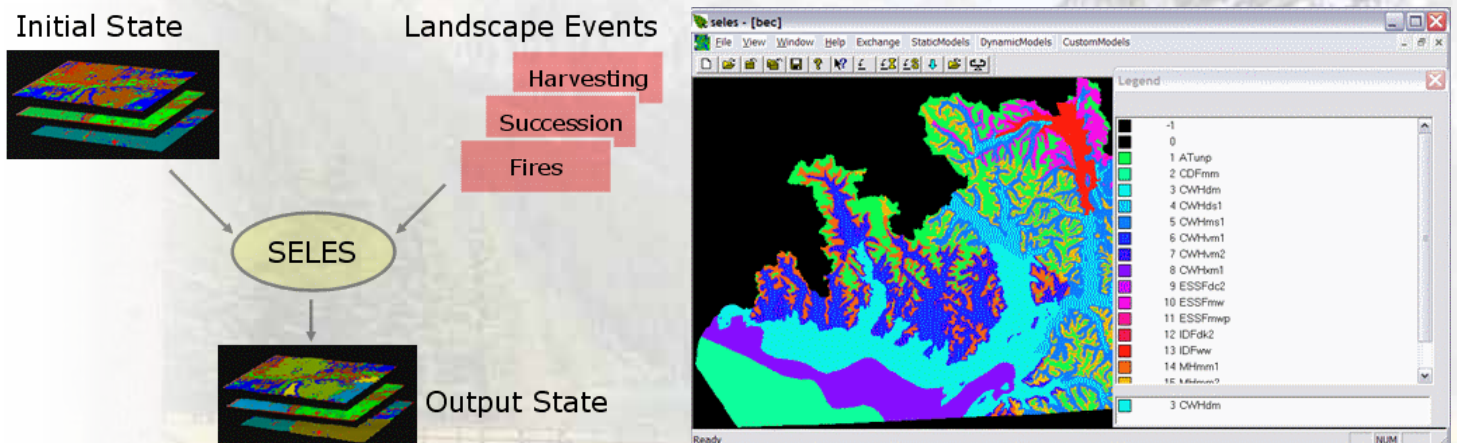 Initial State
Landscape Events
Harvesting
Succession
Fires
SELES
Output State
seles - [bec]
File View Window Help Exchange StaticModels DynamicModels CustomModels
Legend
-1
0
1 ATunp
2 CDFmm
3 CWHdm
4 CWHds1
5 CWHms1
6 CWHvm1
7 CWHvm2
8 CWHxm1
9 ESSFdc2
10 ESSFmw
11 ESSFmwp
12 IDFdk2
13 IDFww
14 MHmm1
15 MHmm2
3 CWHdm
Ready
NUM